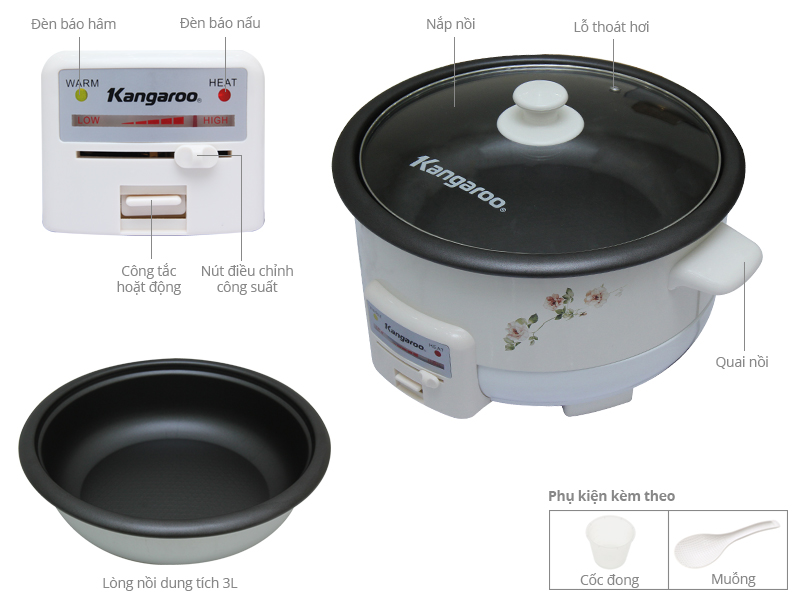 Đèn báo hâm
Đèn báo nấu
WARM
HEAT
Kangaroo®
LOW
HIGH
Công tắc
hoạt động
Nút điều chỉnh
công suất
Nắp nồi
Lỗ thoát hơi
Kangaroo®
Kangaroo
HEAT
Quai nồi
Lòng nồi dung tích 3L
Phụ kiện kèm theo
Cốc đong
Muỗng